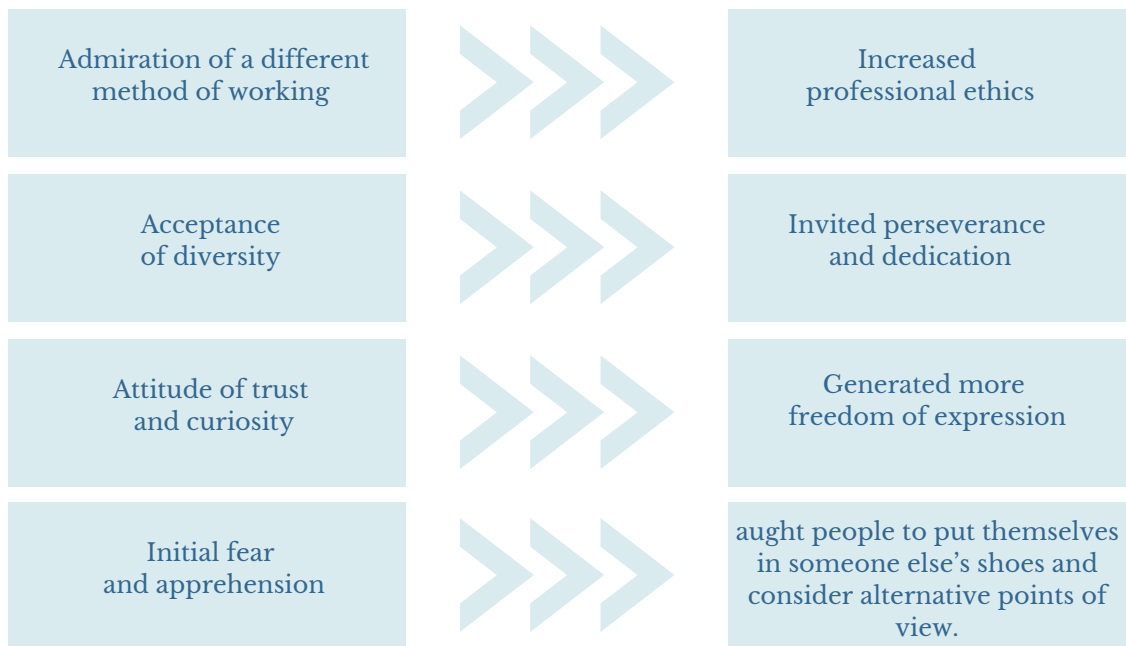 Admiration of a different
method of working
Increased
professional ethics
Acceptance
of diversity
Invited perseverance
and dedication
Attitude of trust
and curiosity
Generated more
freedom of expression
Initial fear
and apprehension
aught people to put themselves
in someone else’s shoes and
consider alternative points of
view.